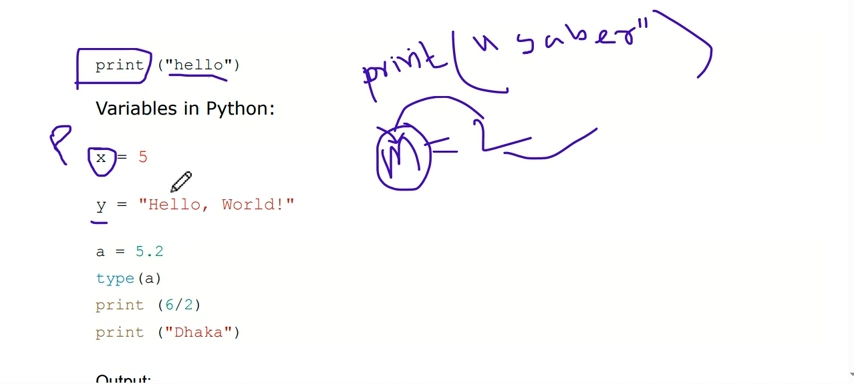 print ("hello")
print("saber")
Variables in Python:
m = 2
P
x = 5
y = "Hello, World!"
a = 5.2
type(a)
print (6/2)
print ("Dhaka")
Output: